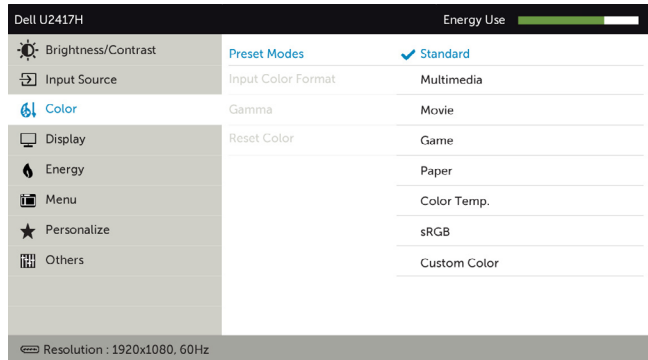 Dell U2417H
Energy Use
Brightness/Contrast
Input Source
Color
Display
Energy
Menu
Personalize
Others
Preset Modes
Input Color Format
Gamma
Reset Color
Standard
Multimedia
Movie
Game
Paper
Color Temp.
sRGB
Custom Color
Resolution : 1920x1080, 60Hz